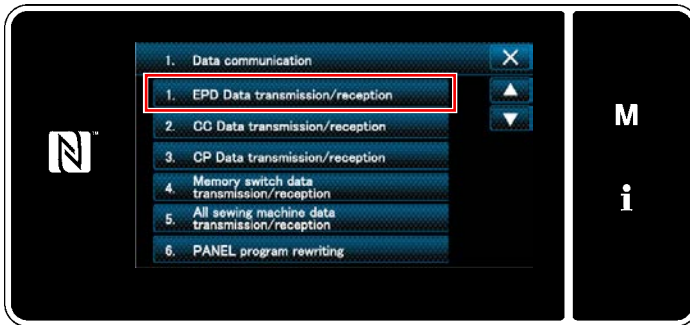 1. Data communication
1. EPD Data transmission/reception
2. CC Data transmission/reception
3. CP Data transmission/reception
4. Memory switch data
transmission/reception
5. All sewing machine data
transmission/reception
6. PANEL program rewriting
N™
M
i